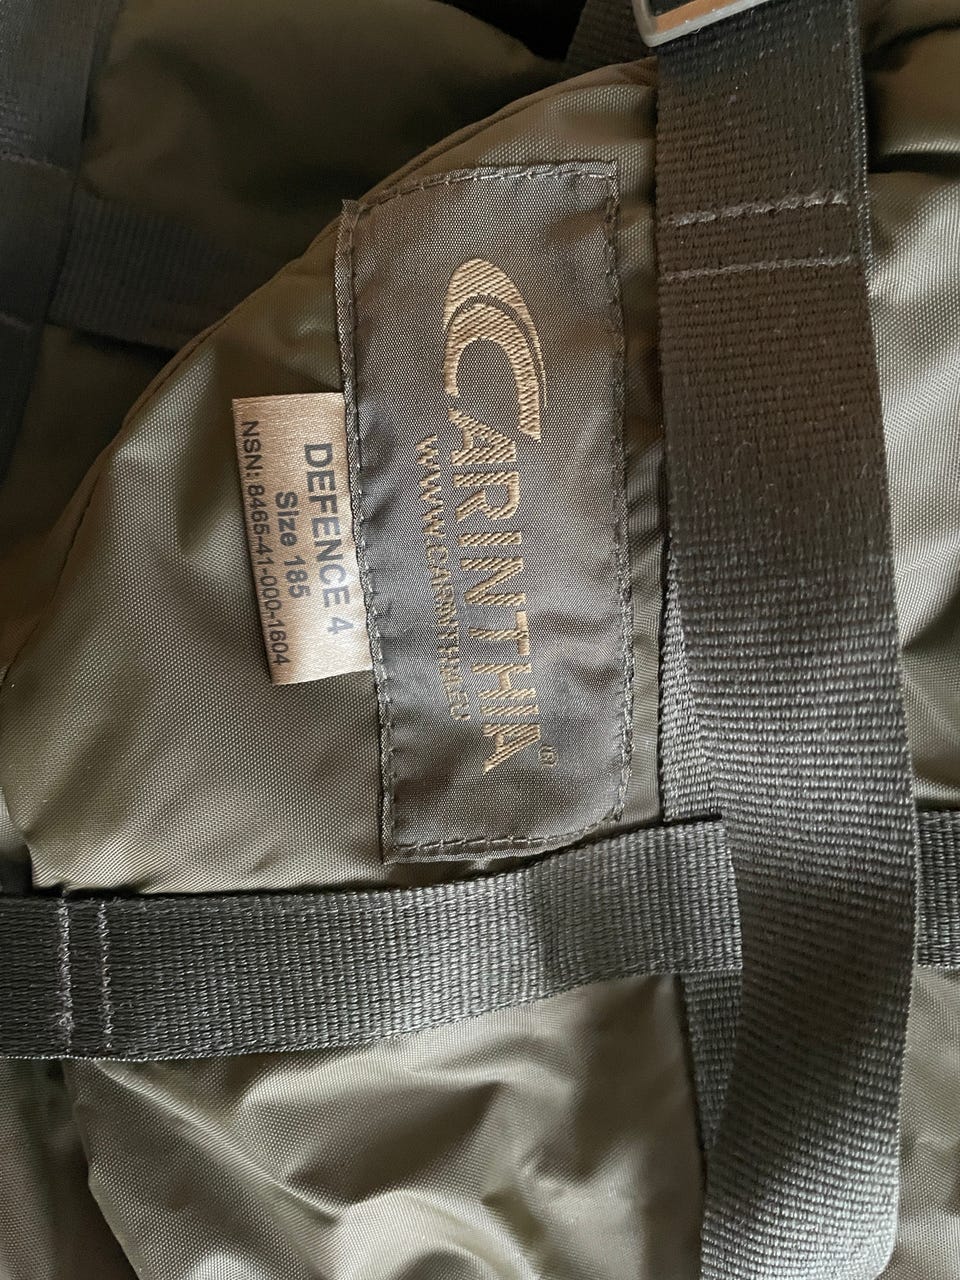 CARINTHIA®
WWW.CARINTHIA.EU
DEFENCE 4
Size 185
NSN: 8465-41-000-1604